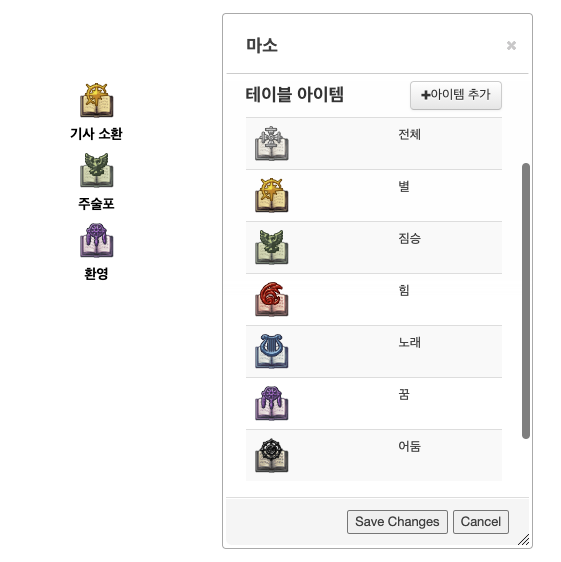 기사 소환
주술포
환영
마소
×
테이블 아이템
+아이템 추가
전체
별
짐승
힘
노래
꿈
어둠
Save Changes
Cancel